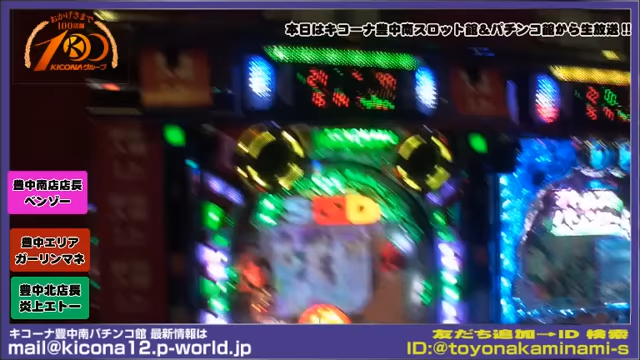 おかげさまで
100店舗
100
KICONAグループ
本日はキコーナ豊中南スロット館&パチンコ館から生放送!!
豊中南店店長
ベンゾー
豊中エリア
ガーリンマネ
豊中北店長
炎上エトー
キコーナ豊中南パチンコ館 最新情報は
mail@kicona12.p-world.jp
友だち追加→ID 検索
ID:@toyonakaminami-s